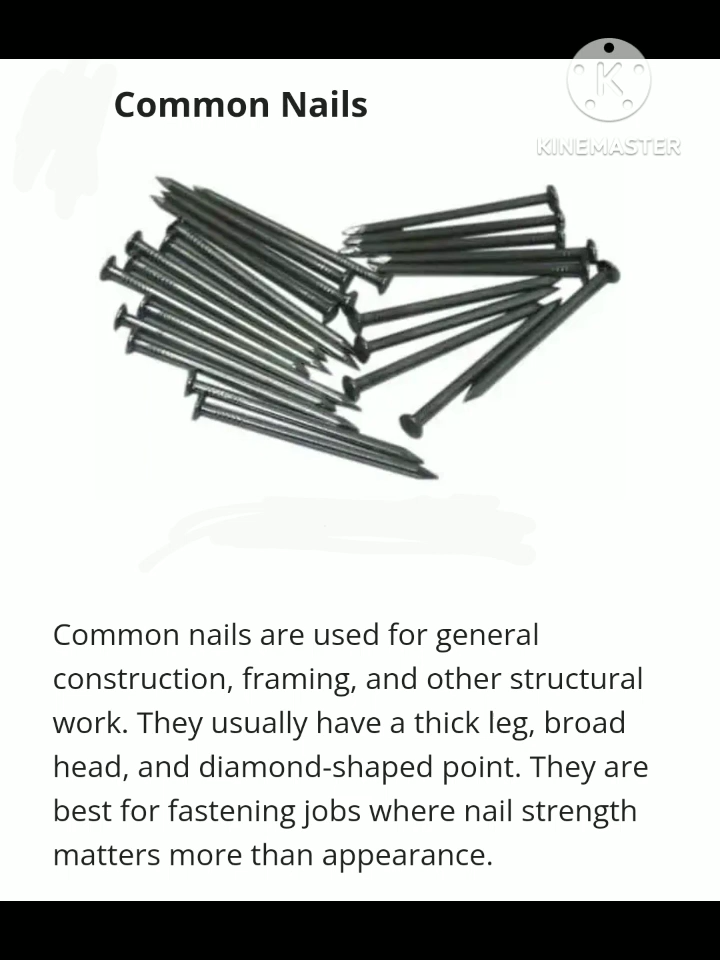 KINEMASTER
Common Nails
Common nails are used for general
construction, framing, and other structural
work. They usually have a thick leg, broad
head, and diamond-shaped point. They are
best for fastening jobs where nail strength
matters more than appearance.